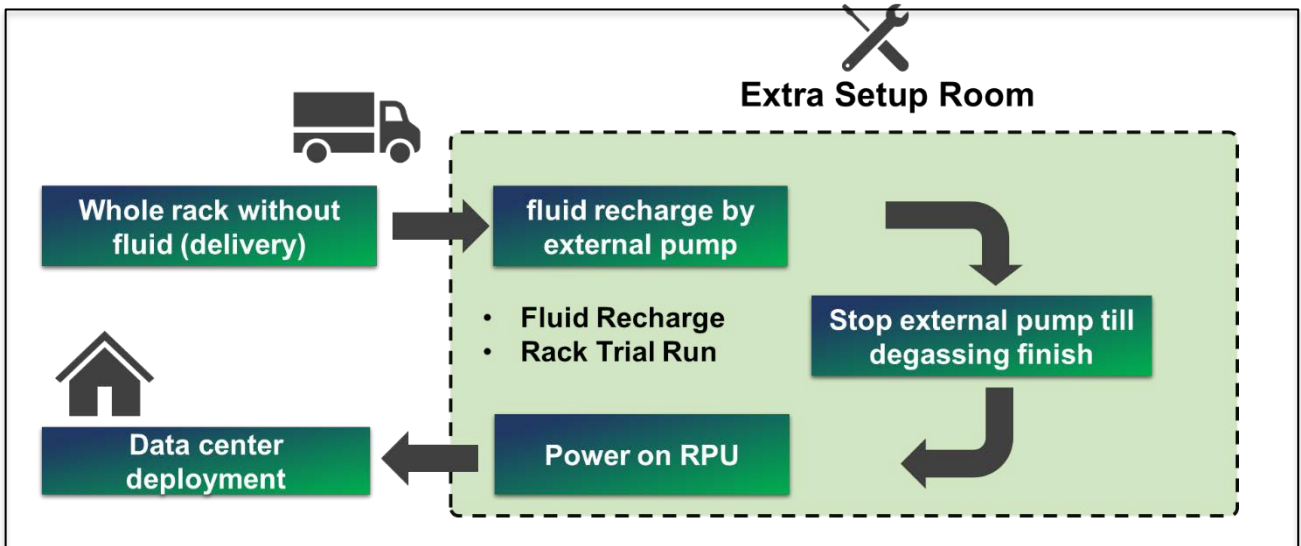 Extra Setup Room
Whole rack without
fluid (delivery)
fluid recharge by
external pump
• Fluid Recharge
• Rack Trial Run
Stop external pump till
degassing finish
Power on RPU
Data center
deployment